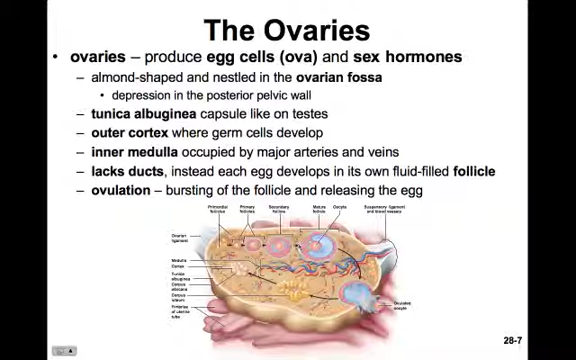 The Ovaries
• ovaries – produce egg cells (ova) and sex hormones
– almond-shaped and nestled in the ovarian fossa
• depression in the posterior pelvic wall
– tunica albuginea capsule like on testes
– outer cortex where germ cells develop
– inner medulla occupied by major arteries and veins
– lacks ducts, instead each egg develops in its own fluid-filled follicle
– ovulation – bursting of the follicle and releasing the egg
Primordial follicles
Primary follicles
Secondary follicle
Mature follicle
Oocyte
Suspensory ligament and blood vessels
Ovarian ligament
Medulla
Cortex
Tunica albuginea
Corpus albicans
Corpus luteum
Fimbriae of uterine tube
Ovulated oocyte
28-7